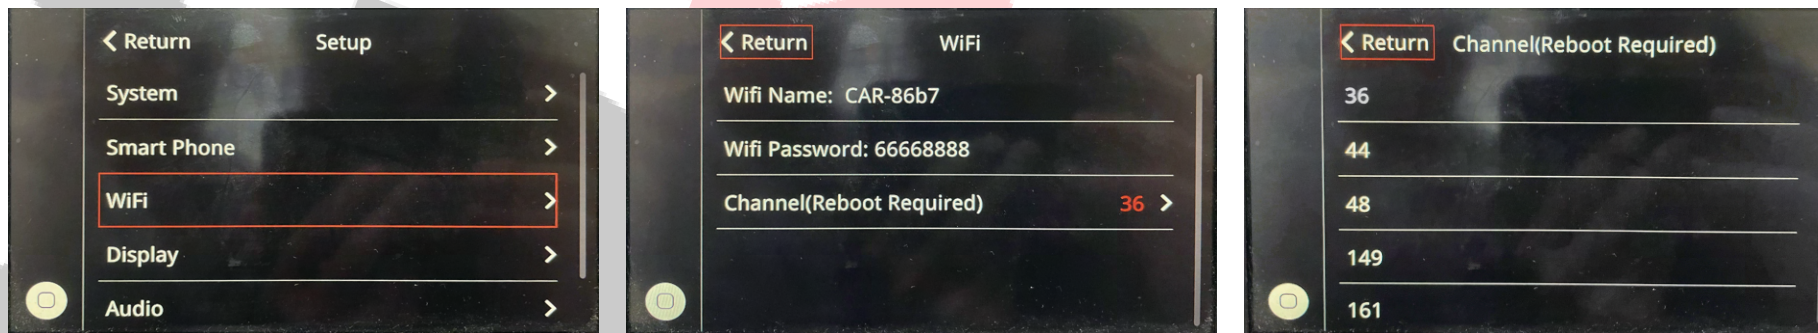 Return Setup
System
Smart Phone
WiFi
Display
Audio
Return WiFi
Wifi Name: CAR-86b7
Wifi Password: 66668888
Channel(Reboot Required) 36
Return Channel(Reboot Required)
36
44
48
149
161